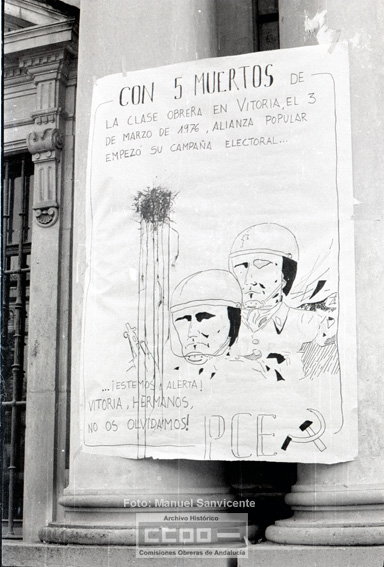 CON 5 MUERTOS DE
LA CLASE OBRERA EN VITORIA, EL 3
DE MARZO DE 1976, ALIANZA POPULAR
EMPEZÓ SU CAMPAÑA ELECTORAL...
...¡ESTEMOS ALERTA!
VITORIA, HERMANOS,
NO OS OLVIDAMOS!
PCE
Foto: Manuel Sanvicente
Archivo Histórico
CCOO
Comisiones Obreras de Andalucía